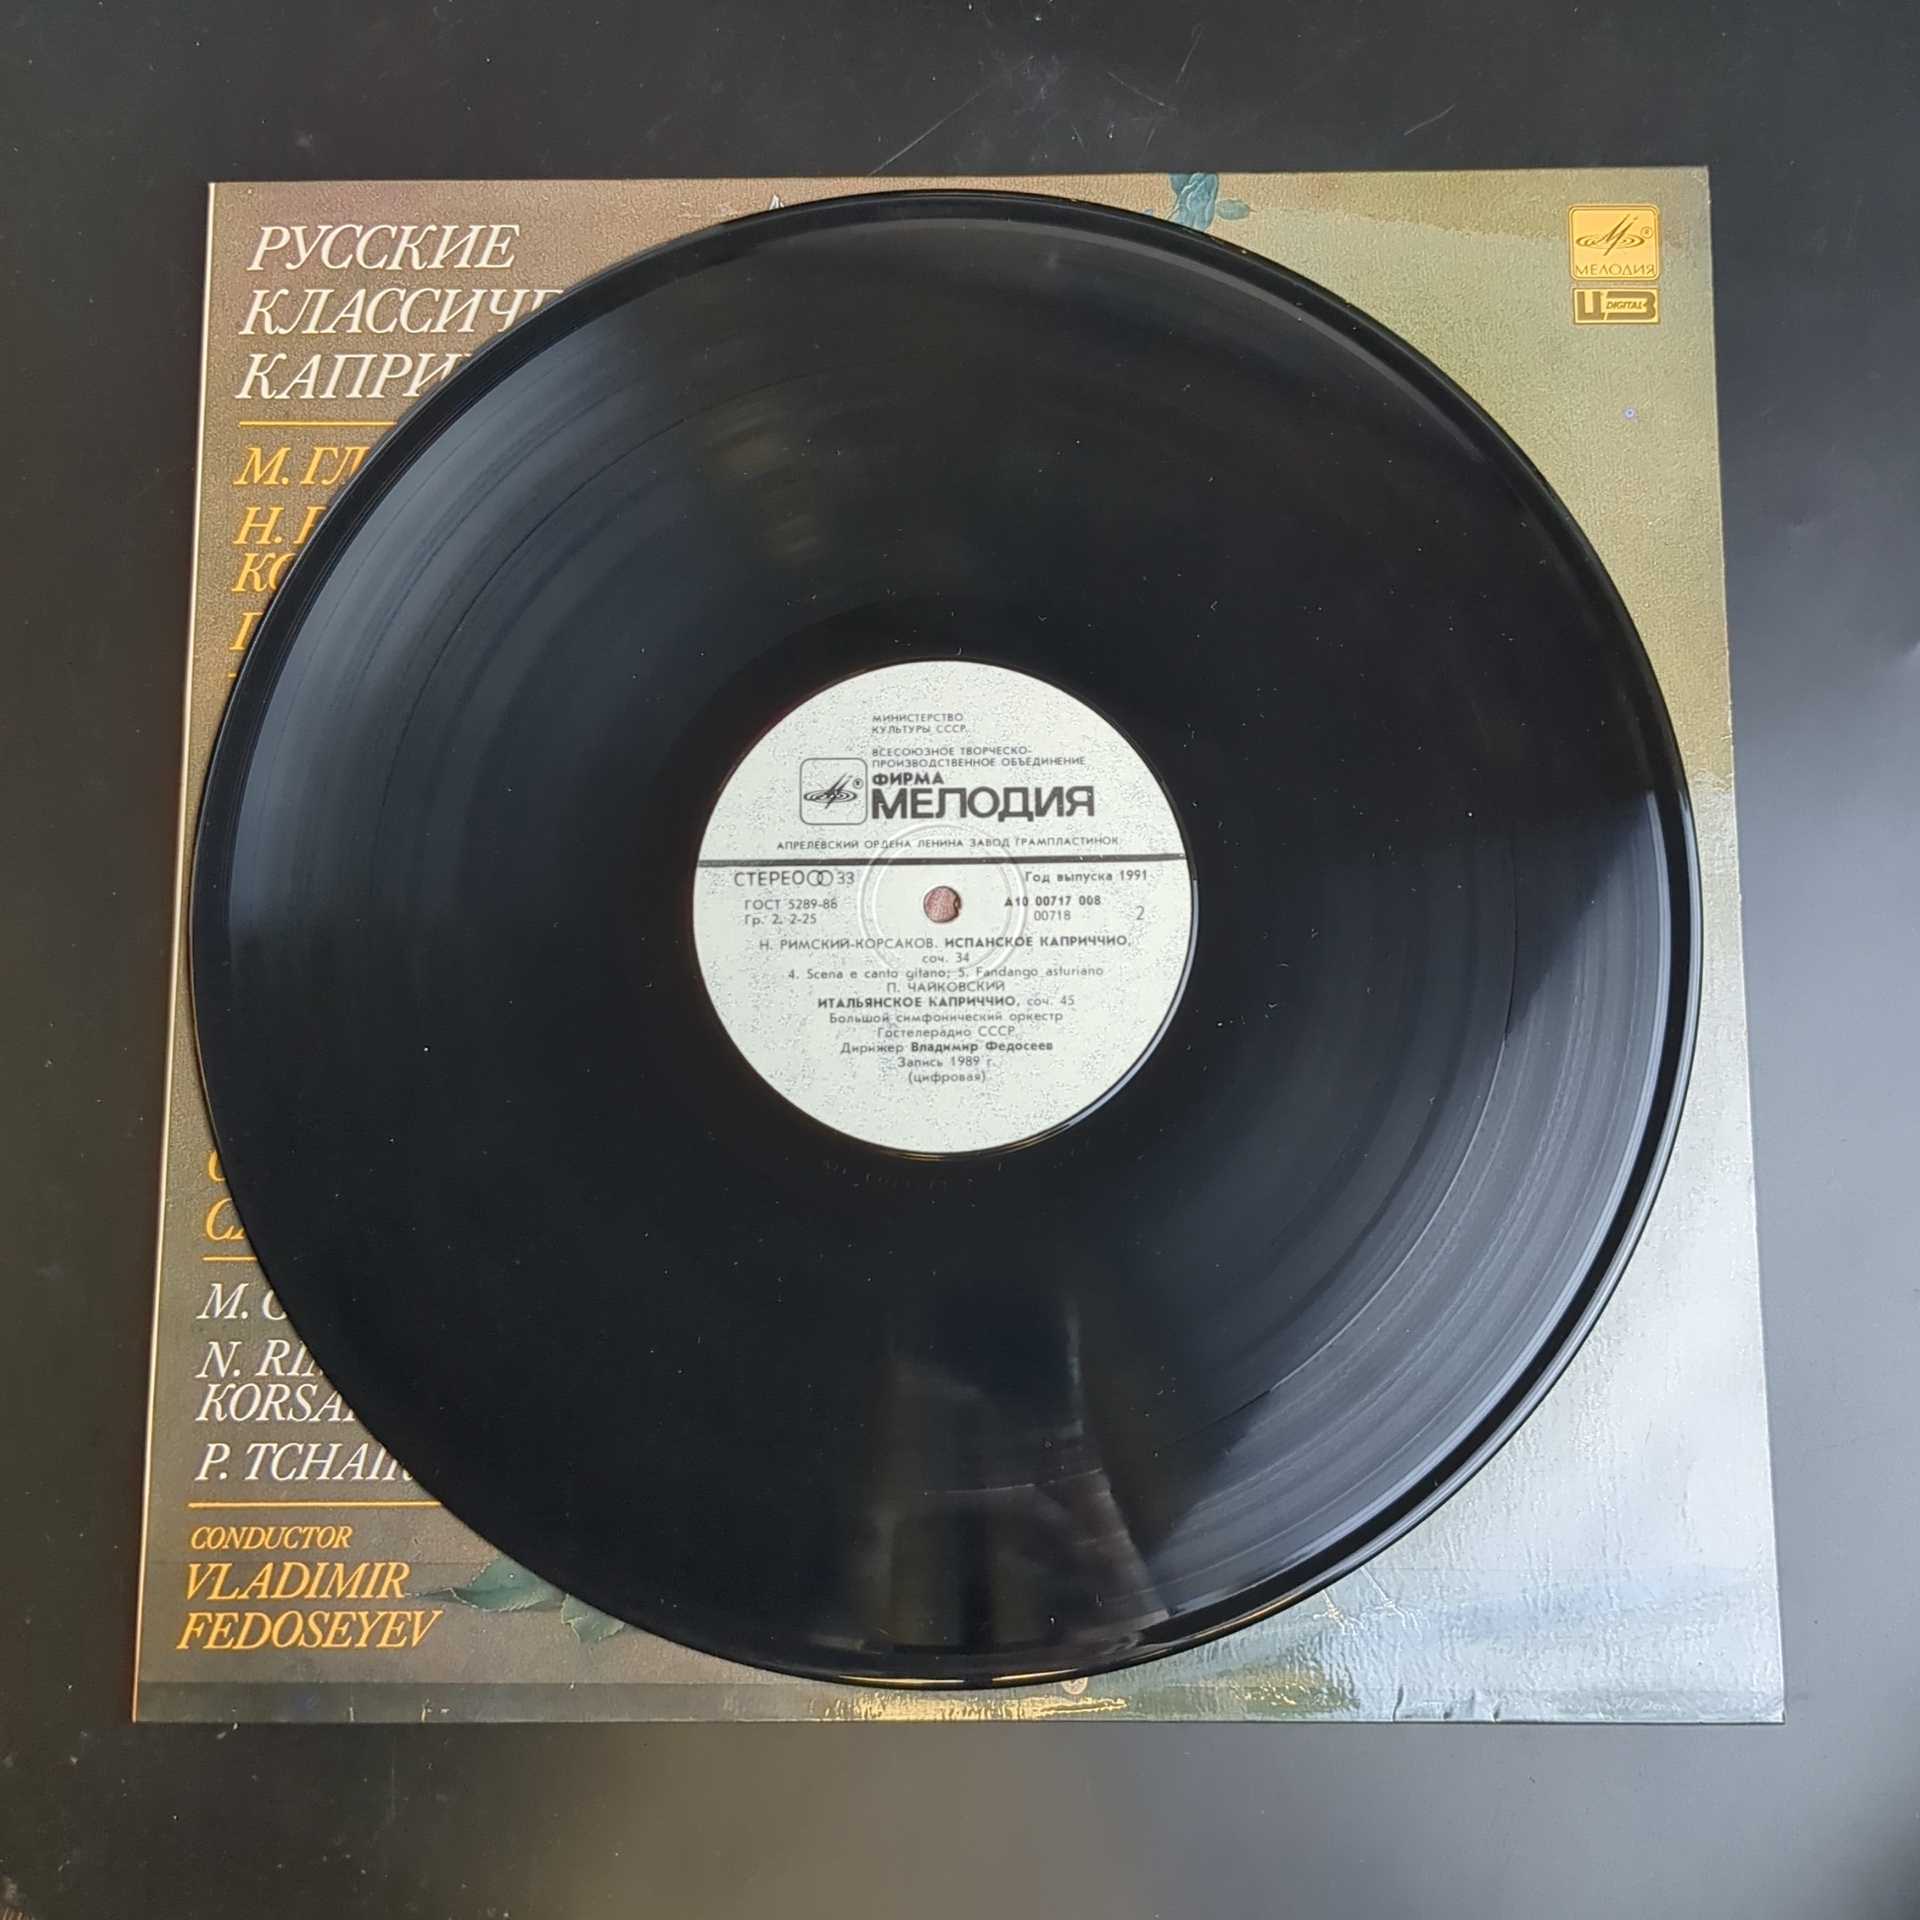 РУССКИЕ
КЛАССИЧЕ
КАПРИ
М. ГЛ
Н.
КО
СА
M.
N. RI
KORSA
P. TCHAI
CONDUCTOR
VLADIMIR
FEDOSEYEV
МЕЛОДИЯ
DIGITAL
МИНИСТЕРСТВО
КУЛЬТУРЫ СССР
ВСЕСОЮЗНОЕ ТВОРЧЕСКО-
ПРОИЗВОДСТВЕННОЕ ОБЪЕДИНЕНИЕ
ФИРМА
МЕЛОДИЯ
АПРЕЛЕВСКИЙ ОРДЕНА ЛЕНИНА ЗАВОД ГРАМПЛАСТИНОК
СТЕРЕО 33 Год выпуска 1991
ГОСТ 5289-88 А10 00717 008
Гр. 2. 2-25 00718 2
Н. РИМСКИЙ-КОРСАКОВ. ИСПАНСКОЕ КАПРИЧЧИО,
соч. 34
4. Scena e canto gitano; 5. Fandango asturiano
П. ЧАЙКОВСКИЙ
ИТАЛЬЯНСКОЕ КАПРИЧЧИО, соч. 45
Большой симфонический оркестр
Гостелерадио СССР
Дирижер Владимир Федосеев
Запись 1989 г.
(цифровая)